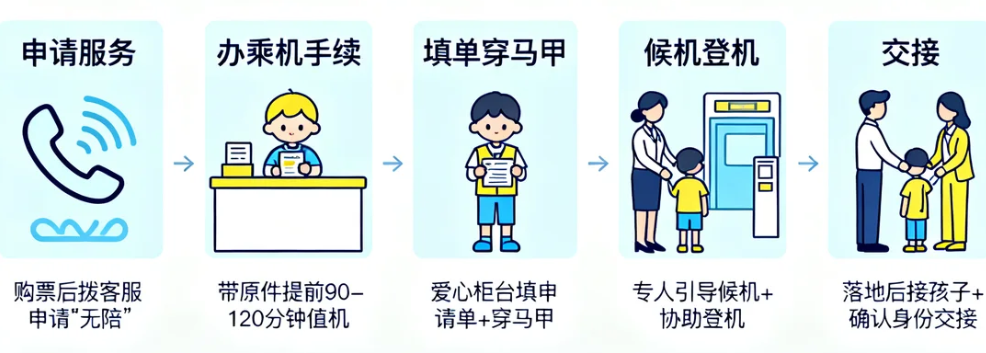 申请服务
办乘机手续
填单穿马甲
候机登机
交接
购票后拨客服
申请"无陪"
带原件提前90–
120分钟值机
爱心柜台填申
请单+穿马甲
专人引导候机+
协助登机
落地后接孩子+
确认身份交接